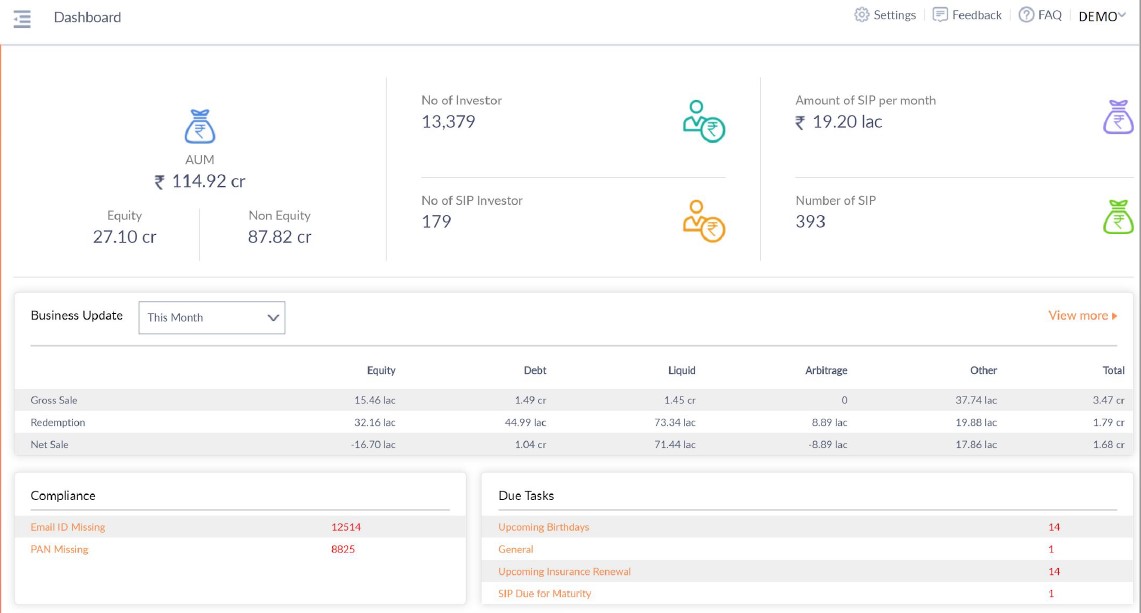 Dashboard
Settings Feedback FAQ DEMO
AUM
₹ 114.92 cr
Equity Non Equity
27.10 cr 87.82 cr
No of Investor
13,379
No of SIP Investor
179
Amount of SIP per month
₹ 19.20 lac
Number of SIP
393
Business Update This Month View more
Equity Debt Liquid Arbitrage Other Total
Gross Sale 15.46 lac 1.49 cr 1.45 cr 0 37.74 lac 3.47 cr
Redemption 32.16 lac 44.99 lac 73.34 lac 8.89 lac 19.88 lac 1.79 cr
Net Sale -16.70 lac 1.04 cr 71.44 lac -8.89 lac 17.86 lac 1.68 cr
Compliance
Email ID Missing 12514
PAN Missing 8825
Due Tasks
Upcoming Birthdays 14
General 1
Upcoming Insurance Renewal 14
SIP Due for Maturity 1